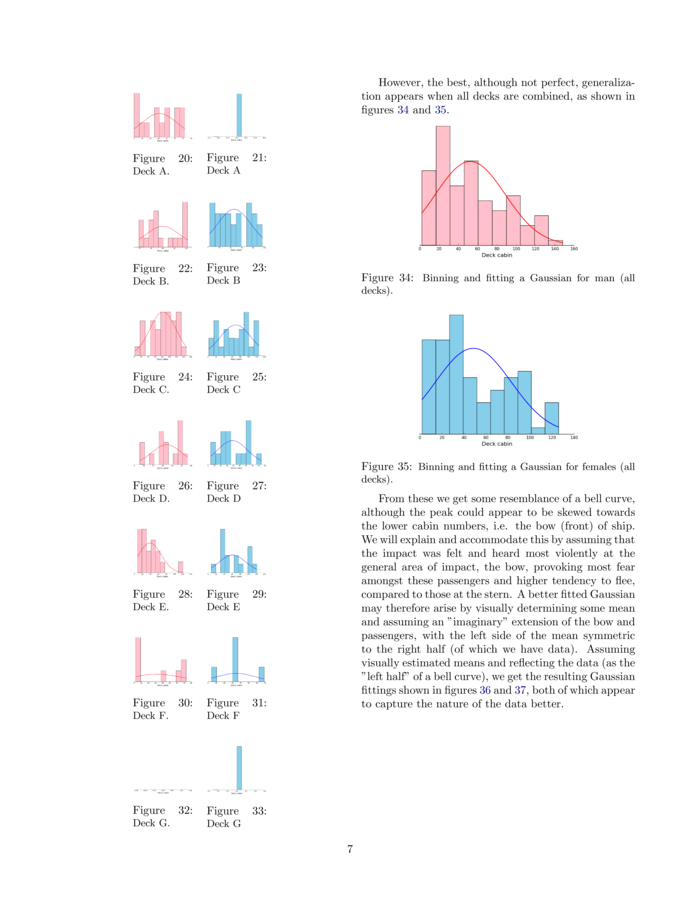 Figure 20:
Deck A.
Figure 21:
Deck A
Figure 22:
Deck B.
Figure 23:
Deck B
Figure 24:
Deck C.
Figure 25:
Deck C
Figure 26:
Deck D.
Figure 27:
Deck D
Figure 28:
Deck E.
Figure 29:
Deck E
Figure 30:
Deck F.
Figure 31:
Deck F
Figure 32:
Deck G.
Figure 33:
Deck G
However, the best, although not perfect, generaliza-
tion appears when all decks are combined, as shown in
figures 34 and 35.
0 20 40 60 80 100 120 140 160
Deck cabin
Figure 34: Binning and fitting a Gaussian for man (all
decks).
0 20 40 60 80 100 120 140
Deck cabin
Figure 35: Binning and fitting a Gaussian for females (all
decks).
From these we get some resemblance of a bell curve,
although the peak could appear to be skewed towards
the lower cabin numbers, i.e. the bow (front) of ship.
We will explain and accommodate this by assuming that
the impact was felt and heard most violently at the
general area of impact, the bow, provoking most fear
amongst these passengers and higher tendency to flee,
compared to those at the stern. A better fitted Gaussian
may therefore arise by visually determining some mean
and assuming an "imaginary" extension of the bow and
passengers, with the left side of the mean symmetric
to the right half (of which we have data). Assuming
visually estimated means and reflecting the data (as the
"left half" of a bell curve), we get the resulting Gaussian
fittings shown in figures 36 and 37, both of which appear
to capture the nature of the data better.
7